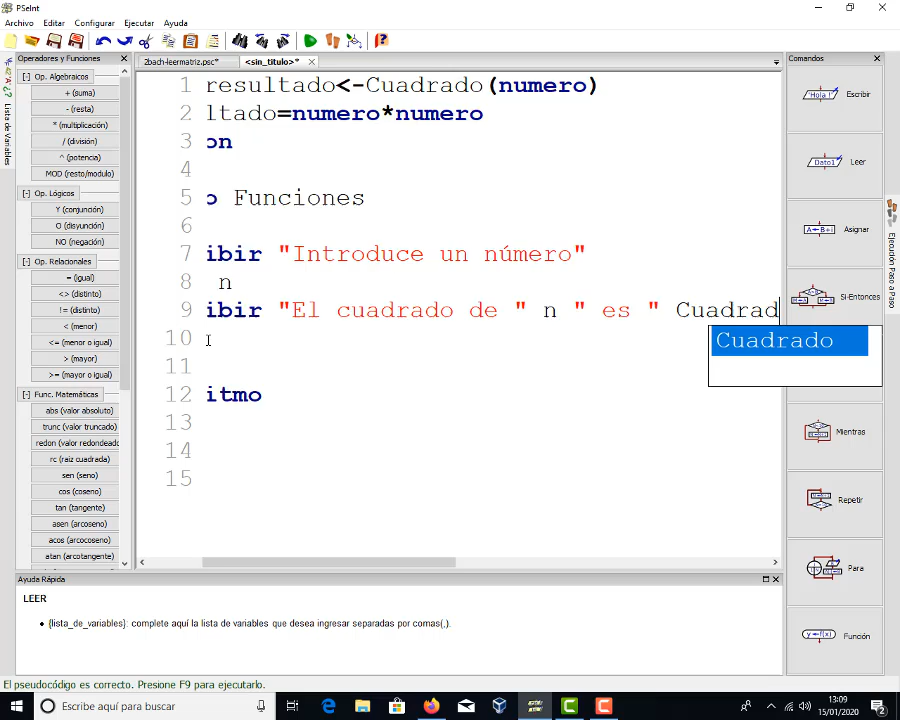 PSeInt
Archivo Editar Configurar Ejecutar Ayuda
Operadores y Funciones
2bach-leermatriz.psc*
<sin_titulo>*
Comandos
Lista de Variables
[-] Op. Algebraicos
+ (suma)
- (resta)
* (multiplicación)
/ (división)
^ (potencia)
MOD (resto/modulo)
[-] Op. Lógicos
Y (conjunción)
O (disyunción)
NO (negación)
[-] Op. Relacionales
= (igual)
<> (distinto)
!= (distinto)
< (menor)
<= (menor o igual)
> (mayor)
>= (mayor o igual)
[-] Func. Matemáticas
abs (valor absoluto)
trunc (valor truncado)
redon (valor redondeado
rc (raiz cuadrada)
sen (seno)
cos (coseno)
tan (tangente)
asen (arcoseno)
acos (arcocoseno)
atan (arcotangente)
1 resultado<-Cuadrado(numero)
2 ltado=numero*numero
3 on
4
5 o Funciones
6
7 ibir "Introduce un número"
8 n
9 ibir "El cuadrado de " n " es " Cuadrad
Cuadrado
10
11
12 itmo
13
14
15
'Hola !'
Escribir
Dato1
Leer
A←B+i
Asignar
Si-Entonces
Mientras
Repetir
Para
y←f(x)
Función
Ejecución Paso a Paso
Ayuda Rápida
LEER
{lista_de_variables}: complete aquí la lista de variables que desea ingresar separadas por comas(,).
El pseudocódigo es correcto. Presione F9 para ejecutarlo.
Escribe aquí para buscar
13:09
15/01/2020
2